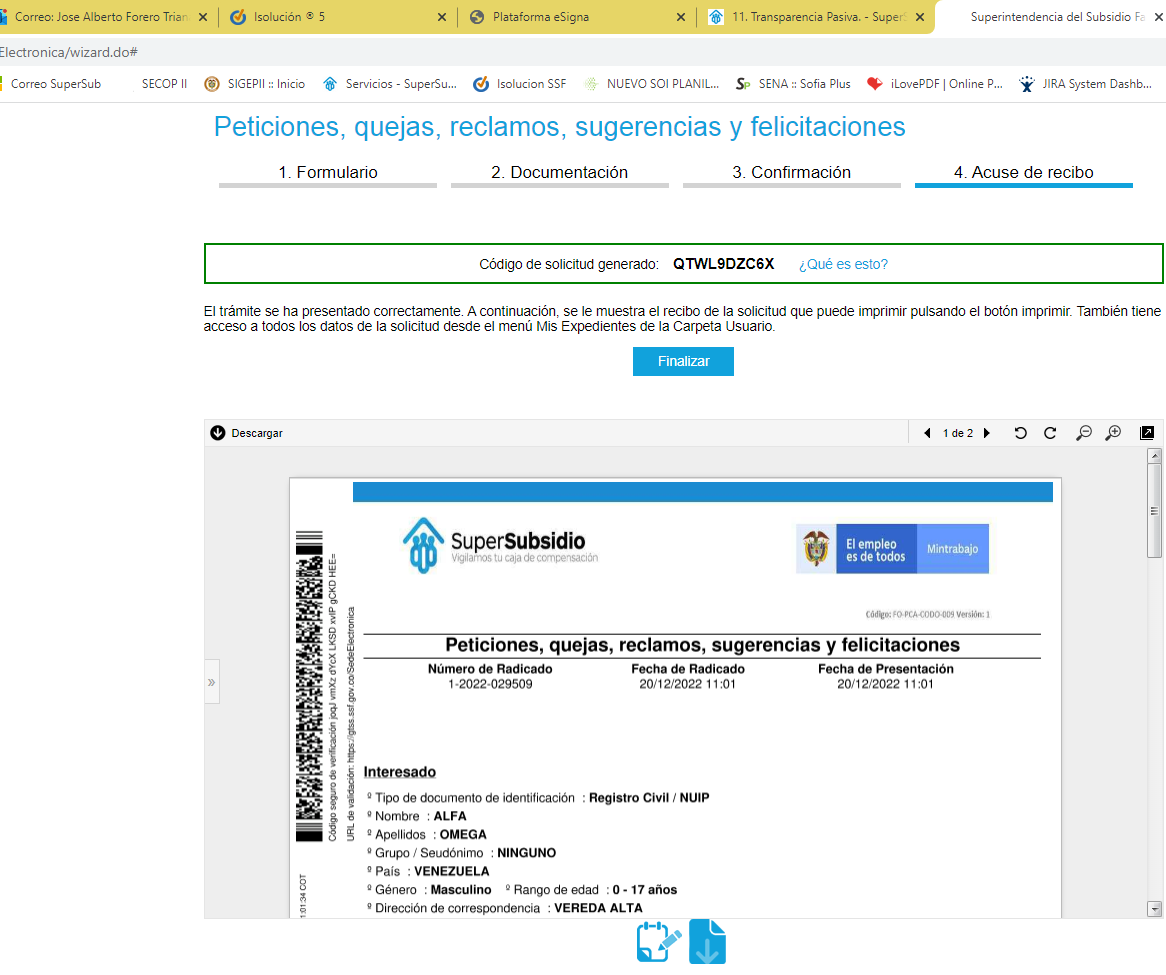 Correo: Jose Alberto Forero Trian
Isolución ® 5
Plataforma eSigna
11. Transparencia Pasiva. - SuperS
Superintendencia del Subsidio Fa
Electronica/wizard.do#
Correo SuperSub
SECOP II
SIGEPII :: Inicio
Servicios - SuperSu...
Isolucion SSF
NUEVO SOI PLANIL...
SENA :: Sofia Plus
iLovePDF | Online P...
JIRA System Dashb...
Peticiones, quejas, reclamos, sugerencias y felicitaciones
1. Formulario
2. Documentación
3. Confirmación
4. Acuse de recibo
Código de solicitud generado: QTWL9DZC6X ¿Qué es esto?
El trámite se ha presentado correctamente. A continuación, se le muestra el recibo de la solicitud que puede imprimir pulsando el botón imprimir. También tiene
acceso a todos los datos de la solicitud desde el menú Mis Expedientes de la Carpeta Usuario.
Finalizar
Descargar
1 de 2
SuperSubsidio
Vigilamos tu caja de compensación
El empleo
es de todos
Mintrabajo
Código: FO-PCA-CODO-009 Versión: 1
Peticiones, quejas, reclamos, sugerencias y felicitaciones
Número de Radicado Fecha de Radicado Fecha de Presentación
1-2022-029509 20/12/2022 11:01 20/12/2022 11:01
Código seguro de verificación joqJ vmXz dYcX LKSD xvIP gCKD HEE=
URL de validación: https://gtss.ssf.gov.co/SedeElectronica
1:01:34 COT
Interesado
º Tipo de documento de identificación : Registro Civil / NUIP
º Nombre : ALFA
º Apellidos : OMEGA
º Grupo / Seudónimo : NINGUNO
º País : VENEZUELA
º Género : Masculino º Rango de edad : 0 - 17 años
º Dirección de correspondencia : VEREDA ALTA